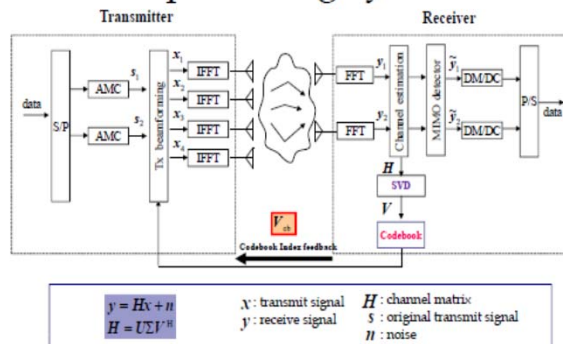 Transmitter
Receiver
data
S/P
AMC
s₁
AMC
s₂
Tx beamforming
x₁
IFFT
x₂
IFFT
x₃
IFFT
x₄
IFFT
FFT
y₁
FFT
y₂
Channel estimation
MIMO detector
ỹ₁
DM/DC
ỹ₂
DM/DC
P/S
data
H
SVD
V
Codebook
V_cb
Codebook Index feedback
y = Hx + n
H = UΣVᴴ
x : transmit signal
y : receive signal
H : channel matrix
s : original transmit signal
n : noise